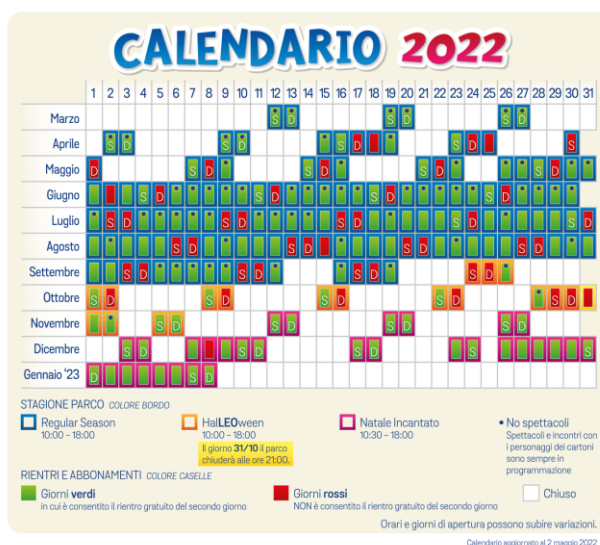 CALENDARIO 2022
1 2 3 4 5 6 7 8 9 10 11 12 13 14 15 16 17 18 19 20 21 22 23 24 25 26 27 28 29 30 31
Marzo S D S D S D
Aprile S D S D S D S D S
Maggio D S D S D S D S D
Giugno S D S D S D S D
Luglio S D S D S D S D S D
Agosto S D S D S D S D
Settembre S D S D S D S D
Ottobre S D S D S D S D S D
Novembre S D S D S D S D
Dicembre S D S D S D S S
Gennaio '23 D S D
STAGIONE PARCO COLORE BORDO
Regular Season
10:00 - 18:00
HalLEOween
10:00 - 18:00
Il giorno 31/10 il parco
chiuderà alle ore 21:00.
Natale Incantato
10:30 - 18:00
• No spettacoli
Spettacoli e incontri con
i personaggi dei cartoni
sono sempre in
programmazione
RIENTRI E ABBONAMENTI COLORE CASELLE
Giorni verdi
in cui è consentito il rientro gratuito del secondo giorno
Giorni rossi
NON è consentito il rientro gratuito del secondo giorno
Chiuso
Orari e giorni di apertura possono subire variazioni.
Calendario aggiornato al 2 maggio 2022